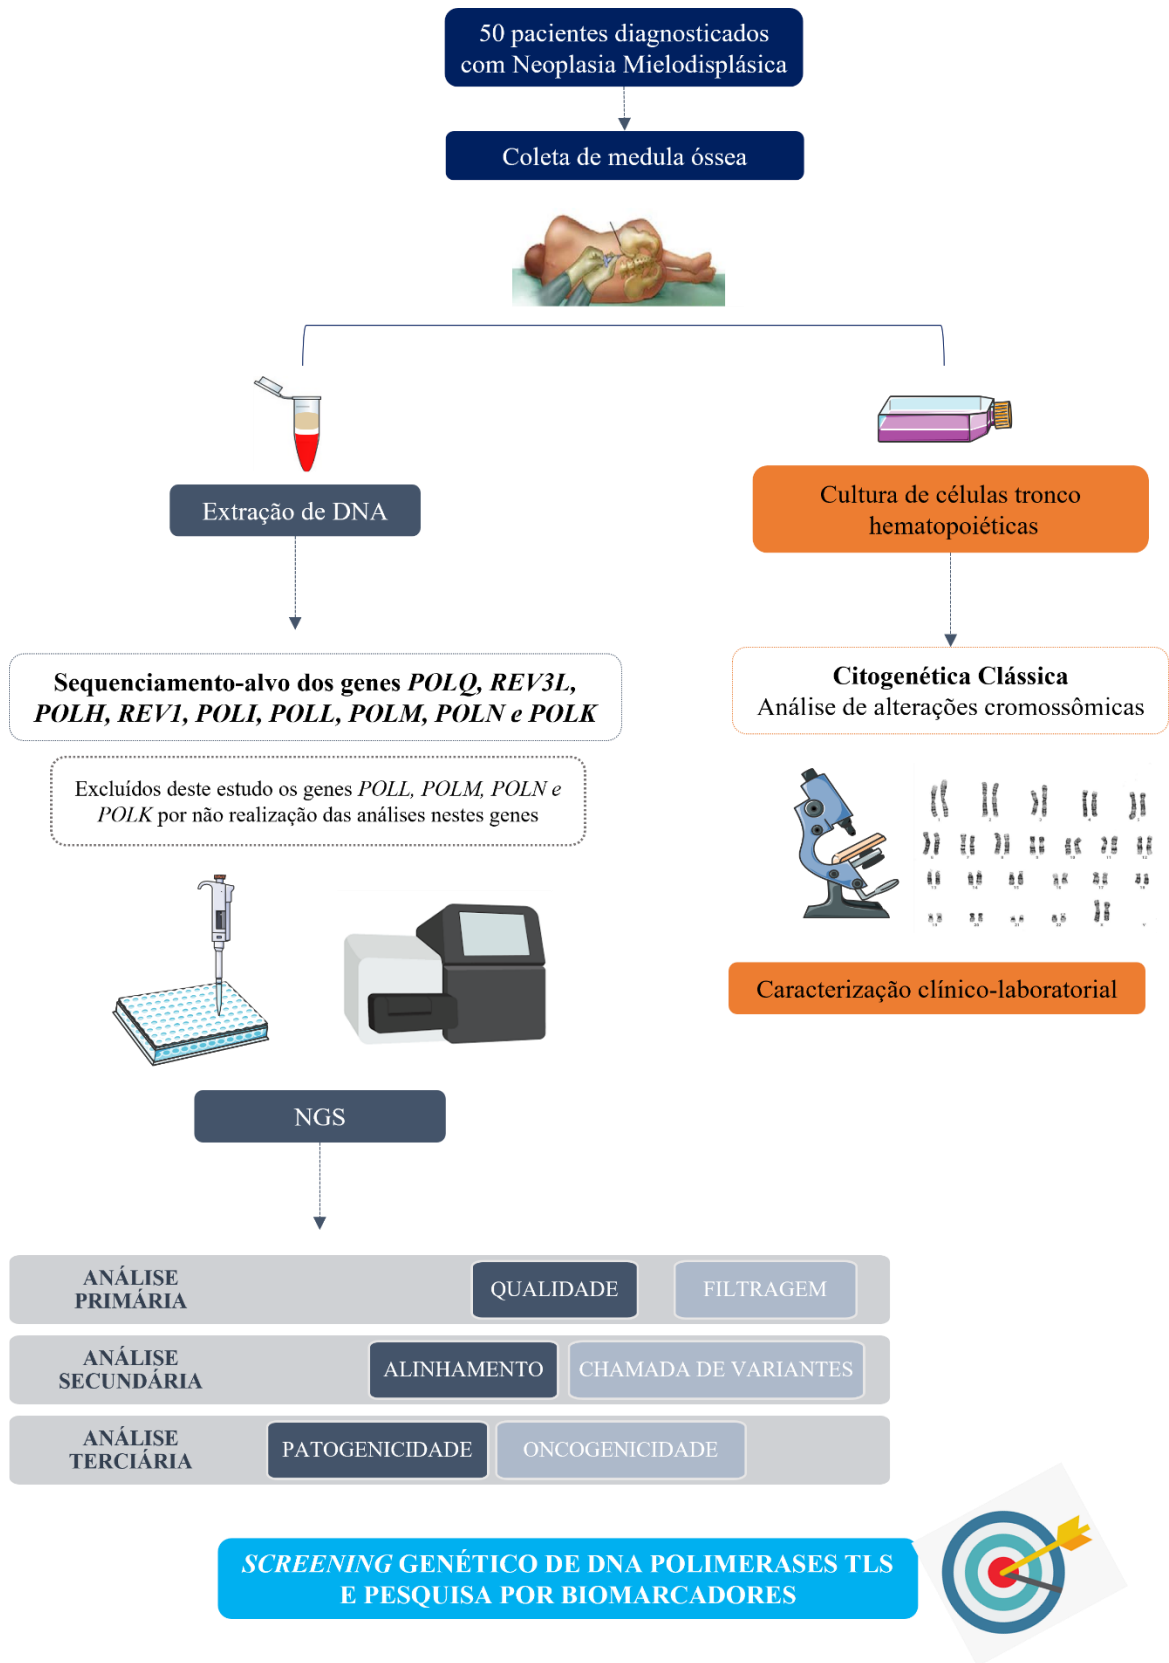 50 pacientes diagnosticados
com Neoplasia Mielodisplásica
Coleta de medula óssea
Extração de DNA
Cultura de células tronco
hematopoiéticas
Sequenciamento-alvo dos genes POLQ, REV3L,
POLH, REV1, POLI, POLL, POLM, POLN e POLK
Citogenética Clássica
Análise de alterações cromossômicas
Excluídos deste estudo os genes POLL, POLM, POLN e
POLK por não realização das análises nestes genes
Caracterização clínico-laboratorial
NGS
ANÁLISE
PRIMÁRIA
QUALIDADE
FILTRAGEM
ANÁLISE
SECUNDÁRIA
ALINHAMENTO
CHAMADA DE VARIANTES
ANÁLISE
TERCIÁRIA
PATOGENICIDADE
ONCOGENICIDADE
SCREENING GENÉTICO DE DNA POLIMERASES TLS
E PESQUISA POR BIOMARCADORES